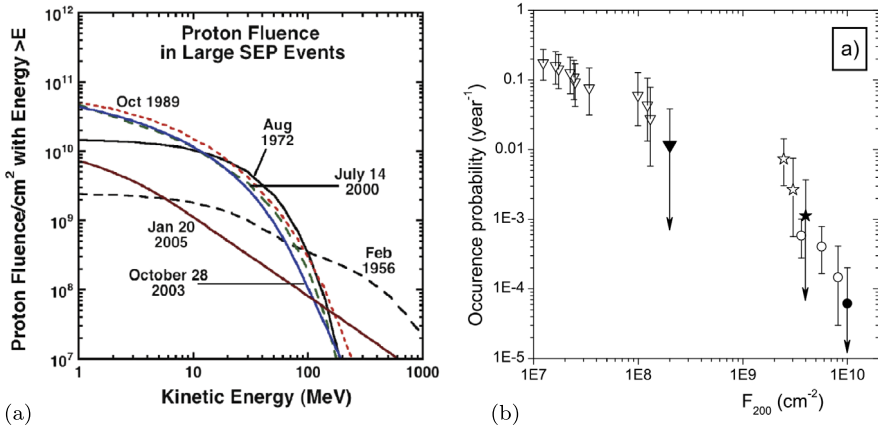 Proton Fluence
in Large SEP Events
Proton Fluence/cm² with Energy >E
10¹²
10¹¹
10¹⁰
10⁹
10⁸
10⁷
Oct 1989
Aug
1972
July 14
2000
Jan 20
2005
Feb
1956
October 28
2003
1
10
100
1000
Kinetic Energy (MeV)
(a)
a)
Occurence probability (year⁻¹)
0.1
0.01
1E-3
1E-4
1E-5
1E7
1E8
1E9
1E10
F₂₀₀ (cm⁻²)
(b)